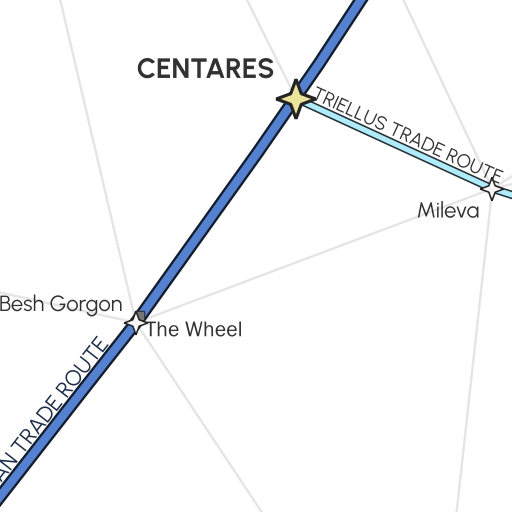 CENTARES
TRIELLUS TRADE ROUTE
Mileva
Besh Gorgon
The Wheel
TRADE ROUTE